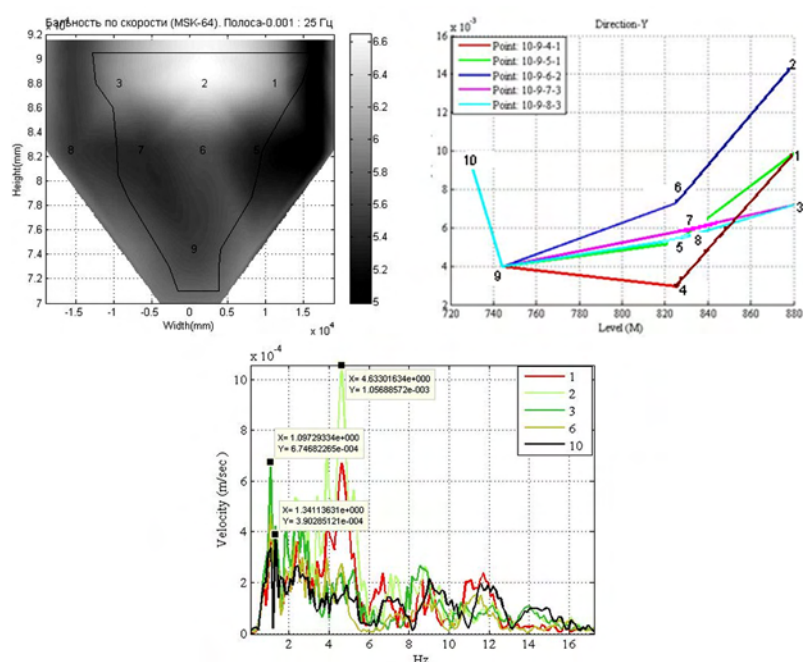 Балльность по скорости (MSK-64). Полоса-0.001 : 25 Гц
x 10
9.2
9
8.8
8.6
8.4
8.2
8
7.8
7.6
7.4
7.2
7
Height(mm)
3 2 1
8 7 6 5
9
-1.5 -1 -0.5 0 0.5 1 1.5
x 10⁴
Width(mm)
6.6
6.4
6.2
6
5.8
5.6
5.4
5.2
5
Direction-Y
x 10⁻³
16
14
12
10
8
6
4
2
Point: 10-9-4-1
Point: 10-9-5-1
Point: 10-9-6-2
Point: 10-9-7-3
Point: 10-9-8-3
2
10
1
6
3
7
8
5
9
4
720 740 760 780 800 820 840 860 880
Level (M)
x 10⁻⁴
10
8
6
4
2
0
Velocity (m/sec)
X= 4.63301634e+000
Y= 1.05688572e-003
X= 1.09729334e+000
Y= 6.74682265e-004
X= 1.34113631e+000
Y= 3.90285121e-004
1
2
3
6
10
2 4 6 8 10 12 14 16
Hz